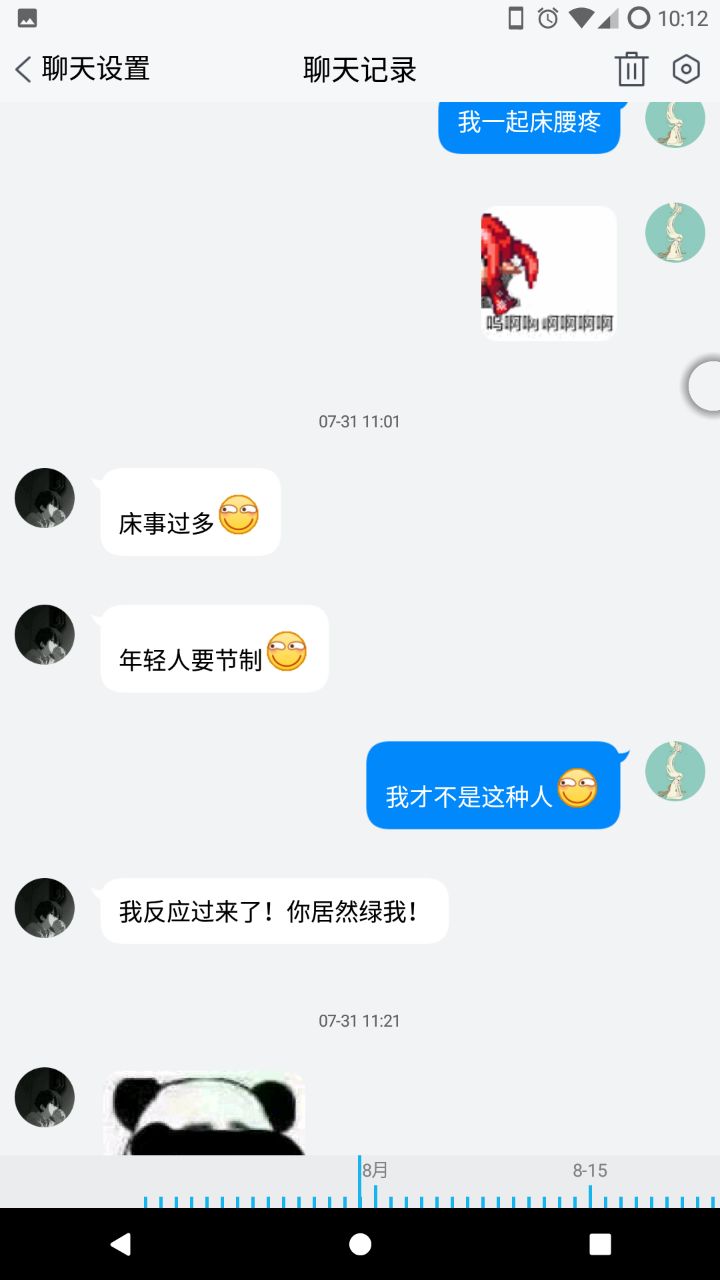 10:12
聊天设置
聊天记录
我一起床腰疼
呜啊啊 啊啊啊啊
07-31 11:01
床事过多
年轻人要节制
我才不是这种人
我反应过来了！你居然绿我！
07-31 11:21
8月
8-15